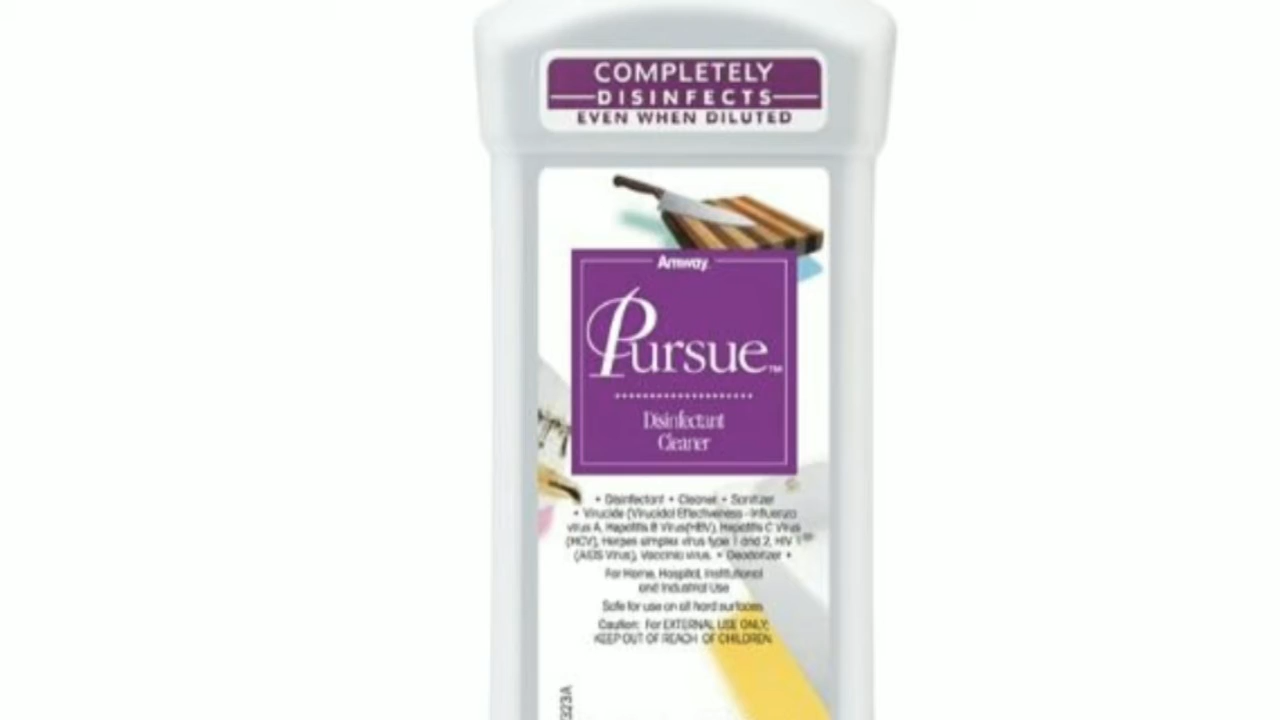 COMPLETELY
DISINFECTS
EVEN WHEN DILUTED
Amway
Pursue™
Disinfectant
Cleaner
• Disinfectant • Cleaner • Sanitizer
• Virucide (Virucidal Effectiveness - Influenza
virus A, Hepatitis B Virus(HBV), Hepatitis C Virus
(HCV), Herpes simplex virus type 1 and 2, HIV 1
(AIDS Virus), Vaccinia virus. • Deodorizer •
For Home, Hospital, Institutional
and Industrial Use
Safe for use on all hard surfaces
Caution: For EXTERNAL USE ONLY;
KEEP OUT OF REACH OF CHILDREN
323A